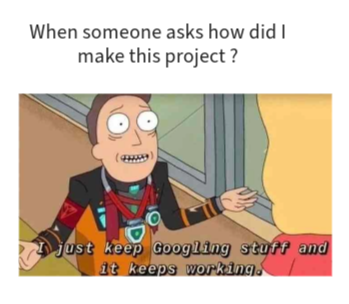 When someone asks how did I
make this project ?
I just keep Googling stuff and
it keeps working.